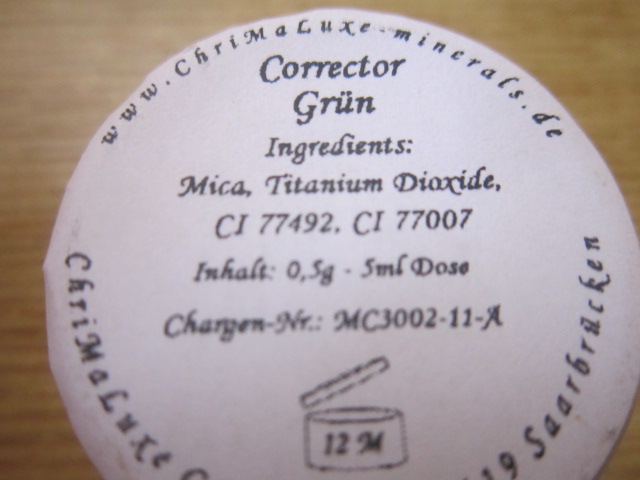 www.ChriMaLuxe-minerals.de
Corrector
Grün
Ingredients:
Mica, Titanium Dioxide,
CI 77492, CI 77007
Inhalt: 0,5g - 5ml Dose
Chargen-Nr.: MC3002-11-A
12 M
ChriMaLuxe
Saarbrücken